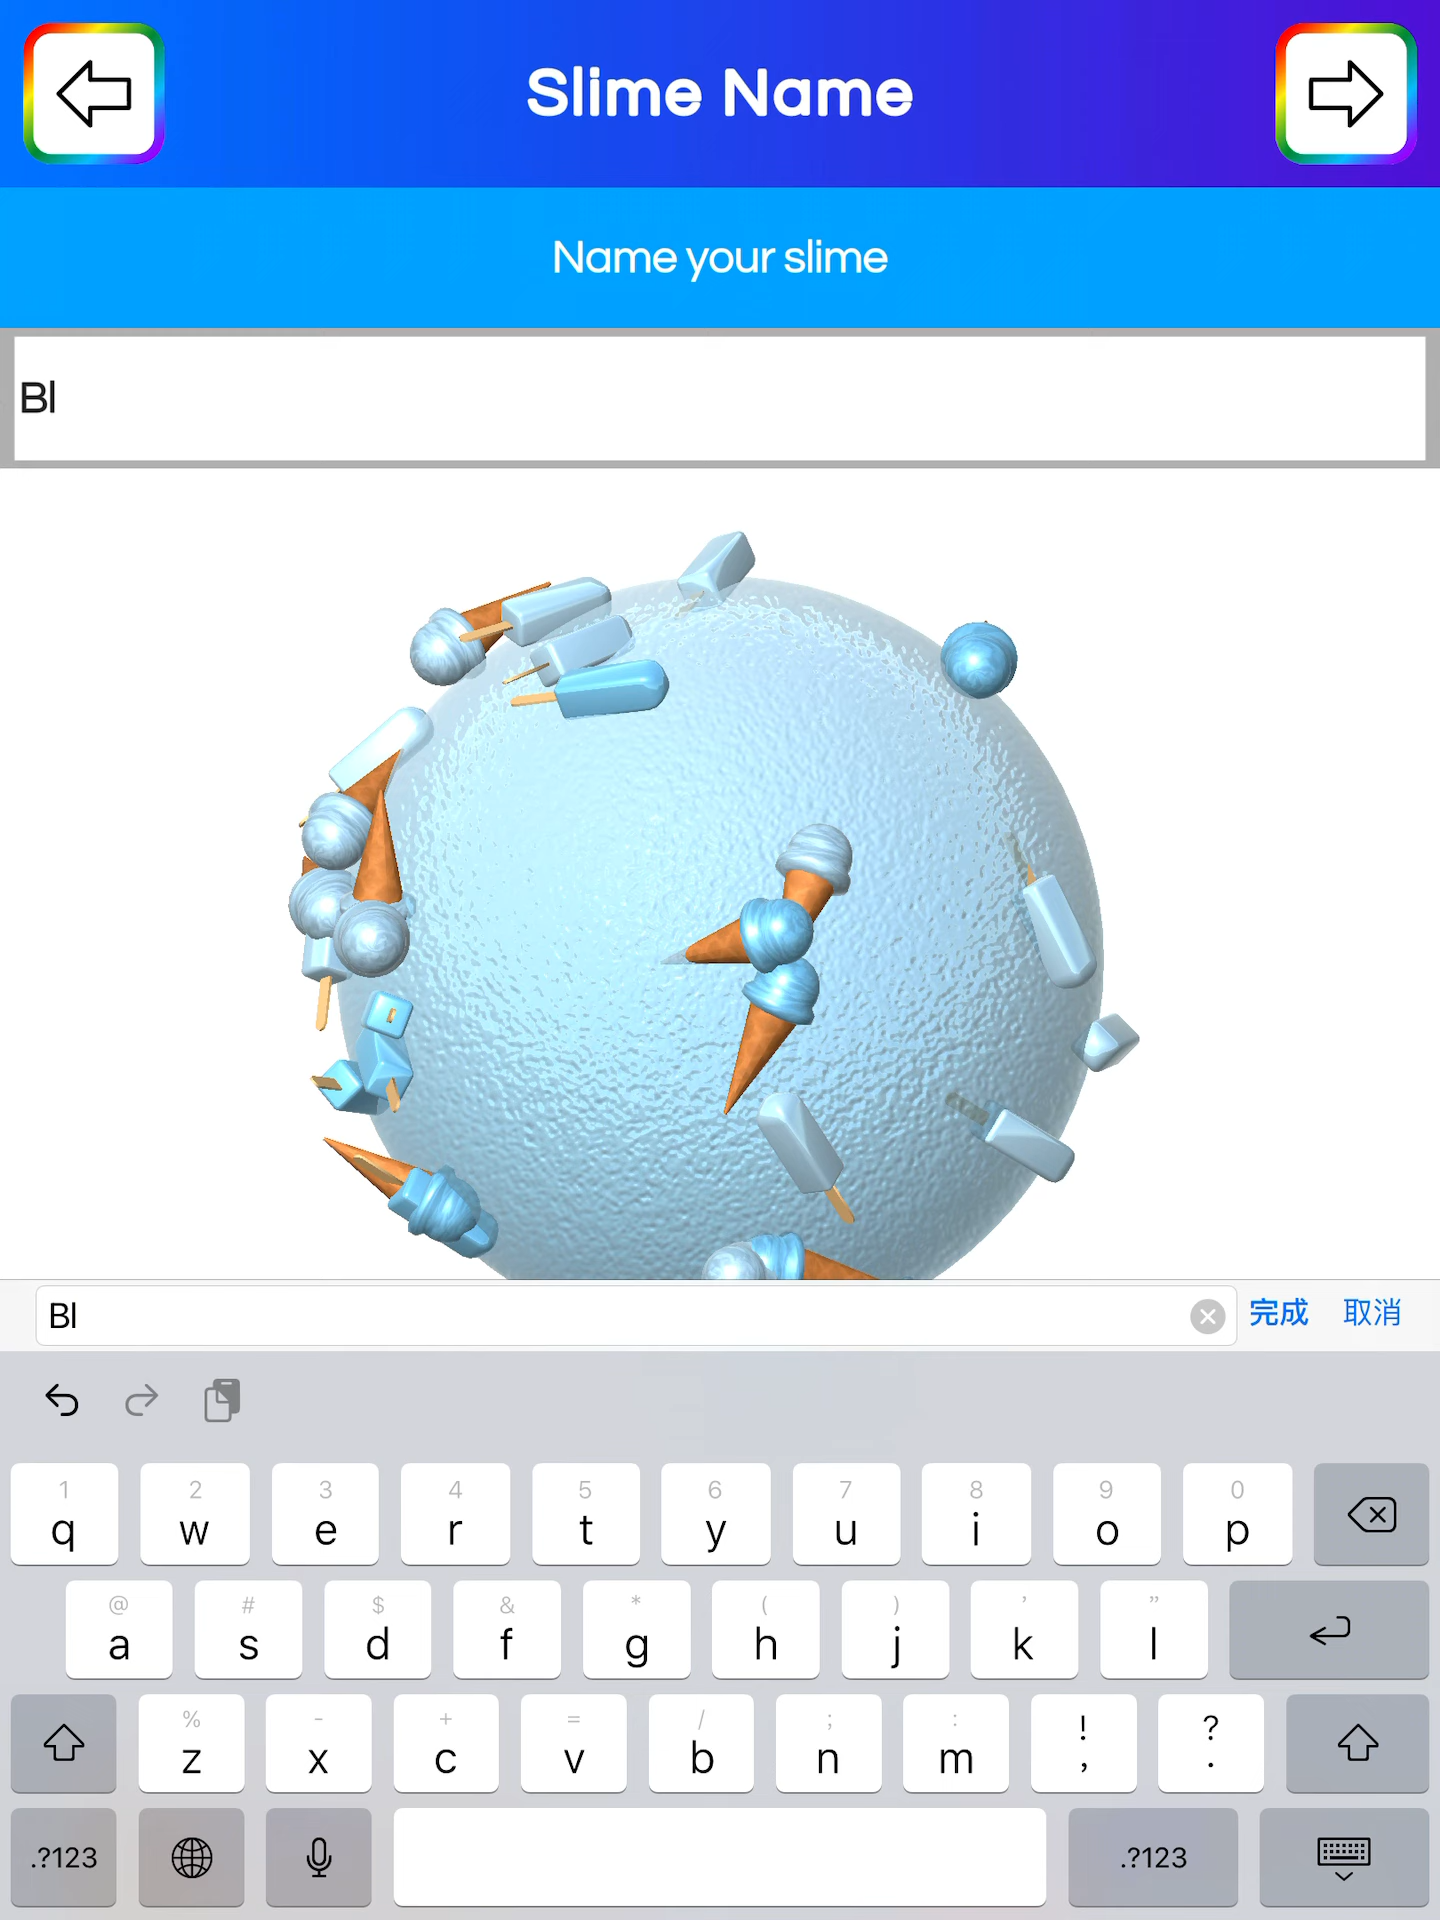 Slime Name
Name your slime
Bl
Bl 完成 取消
1 2 3 4 5 6 7 8 9 0
q w e r t y u i o p
@ # $ & * ( ) ' "
a s d f g h j k l
% - + = / ; : ! ?
z x c v b n m , .
.?123 .?123